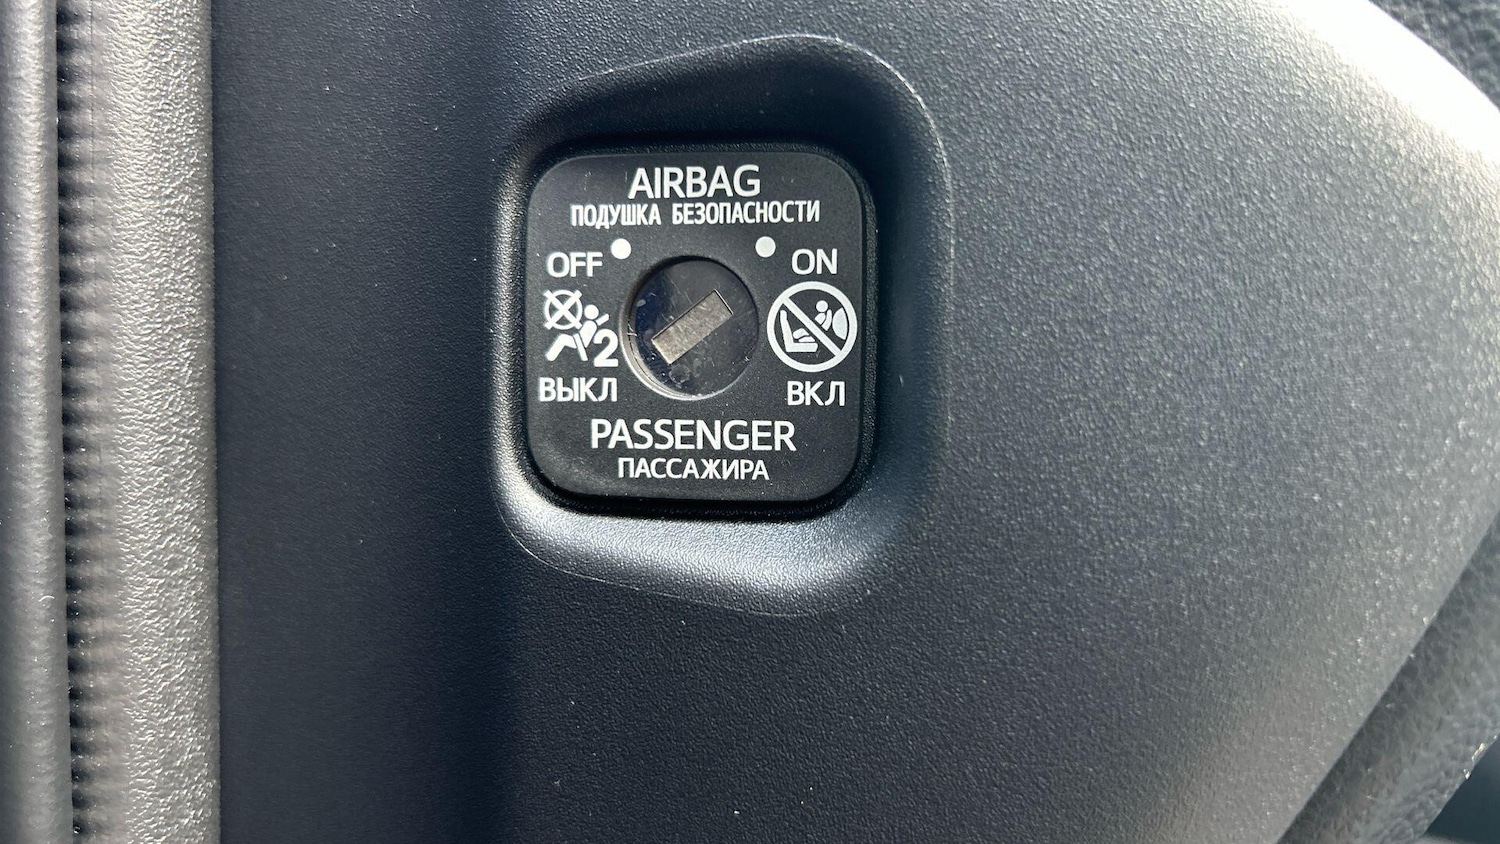 AIRBAG
ПОДУШКА БЕЗОПАСНОСТИ
OFF ON
2
ВЫКЛ ВКЛ
PASSENGER
ПАССАЖИРА